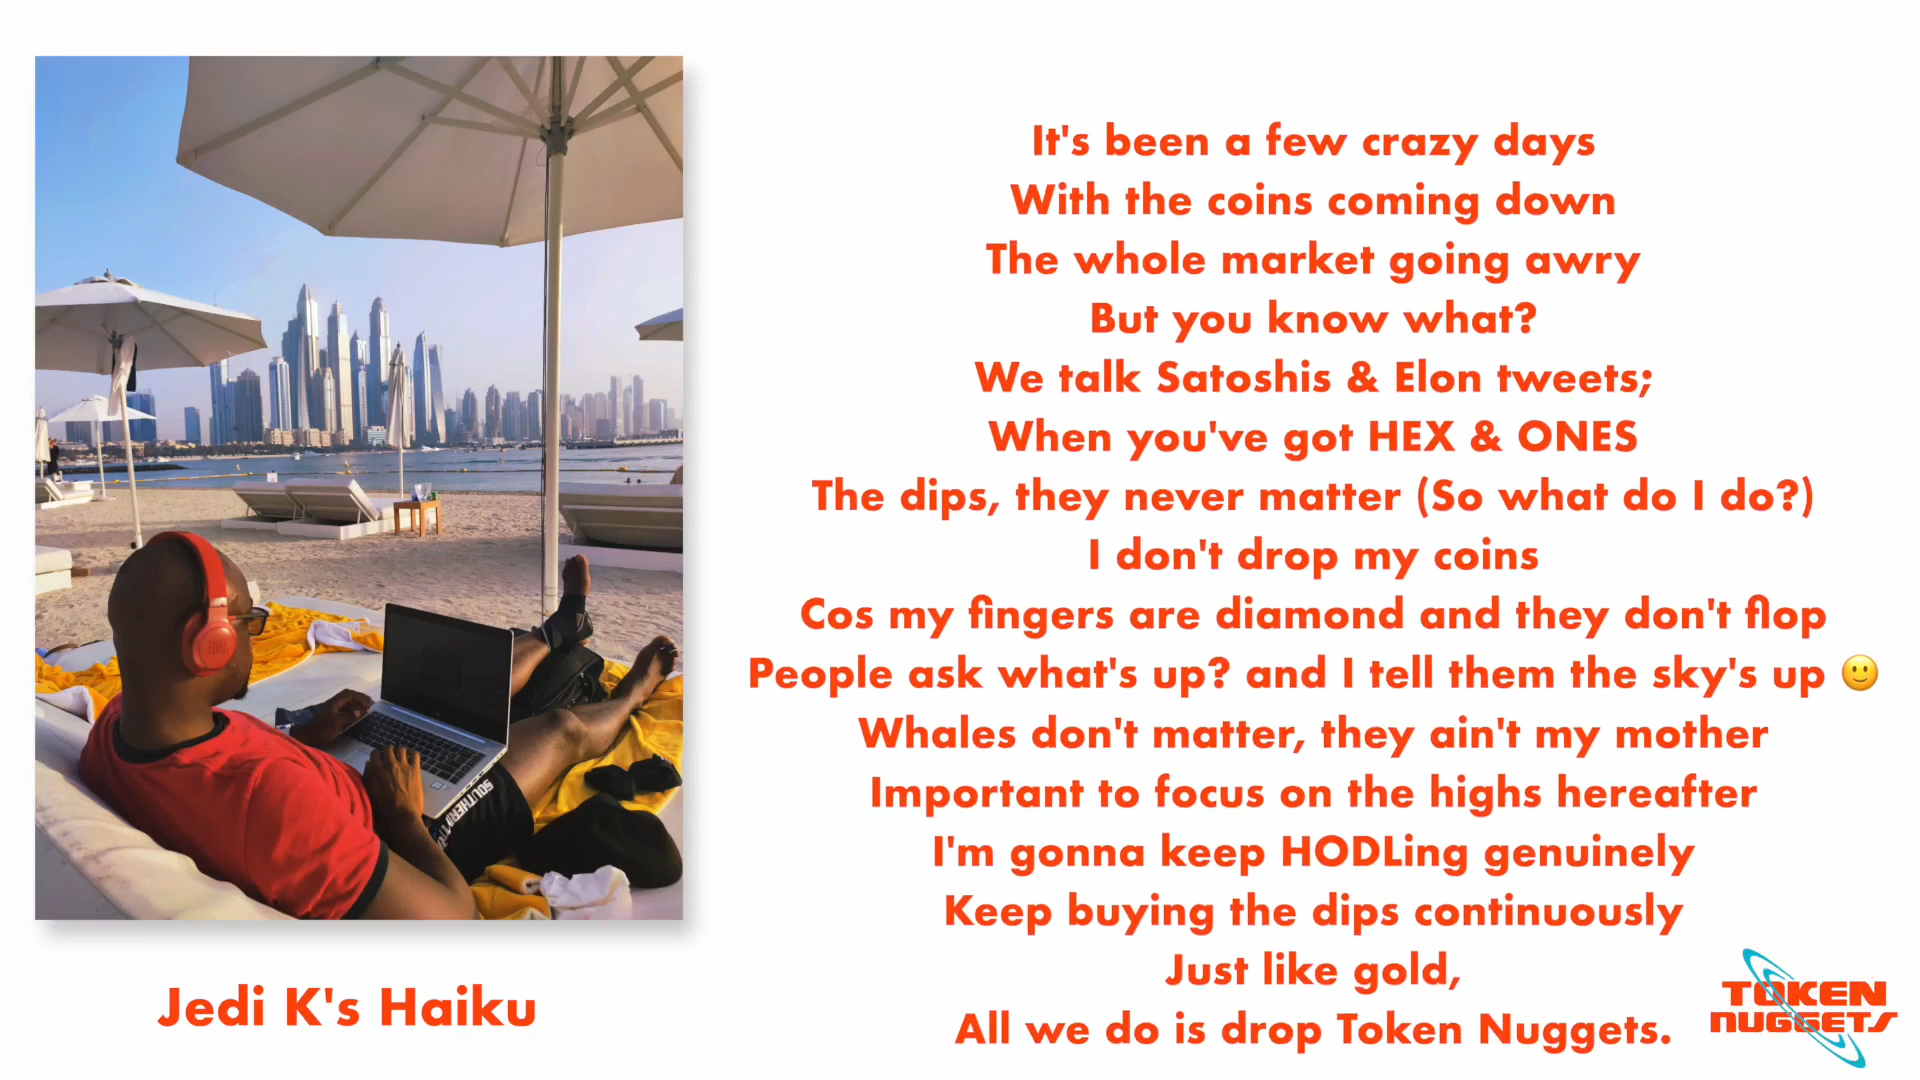 It's been a few crazy days
With the coins coming down
The whole market going awry
But you know what?
We talk Satoshis & Elon tweets;
When you've got HEX & ONES
The dips, they never matter (So what do I do?)
I don't drop my coins
Cos my fingers are diamond and they don't flop
People ask what's up? and I tell them the sky's up 🙂
Whales don't matter, they ain't my mother
Important to focus on the highs hereafter
I'm gonna keep HODLing genuinely
Keep buying the dips continuously
Just like gold,
All we do is drop Token Nuggets.
Jedi K's Haiku
TOKEN
NUGGETS
JBL